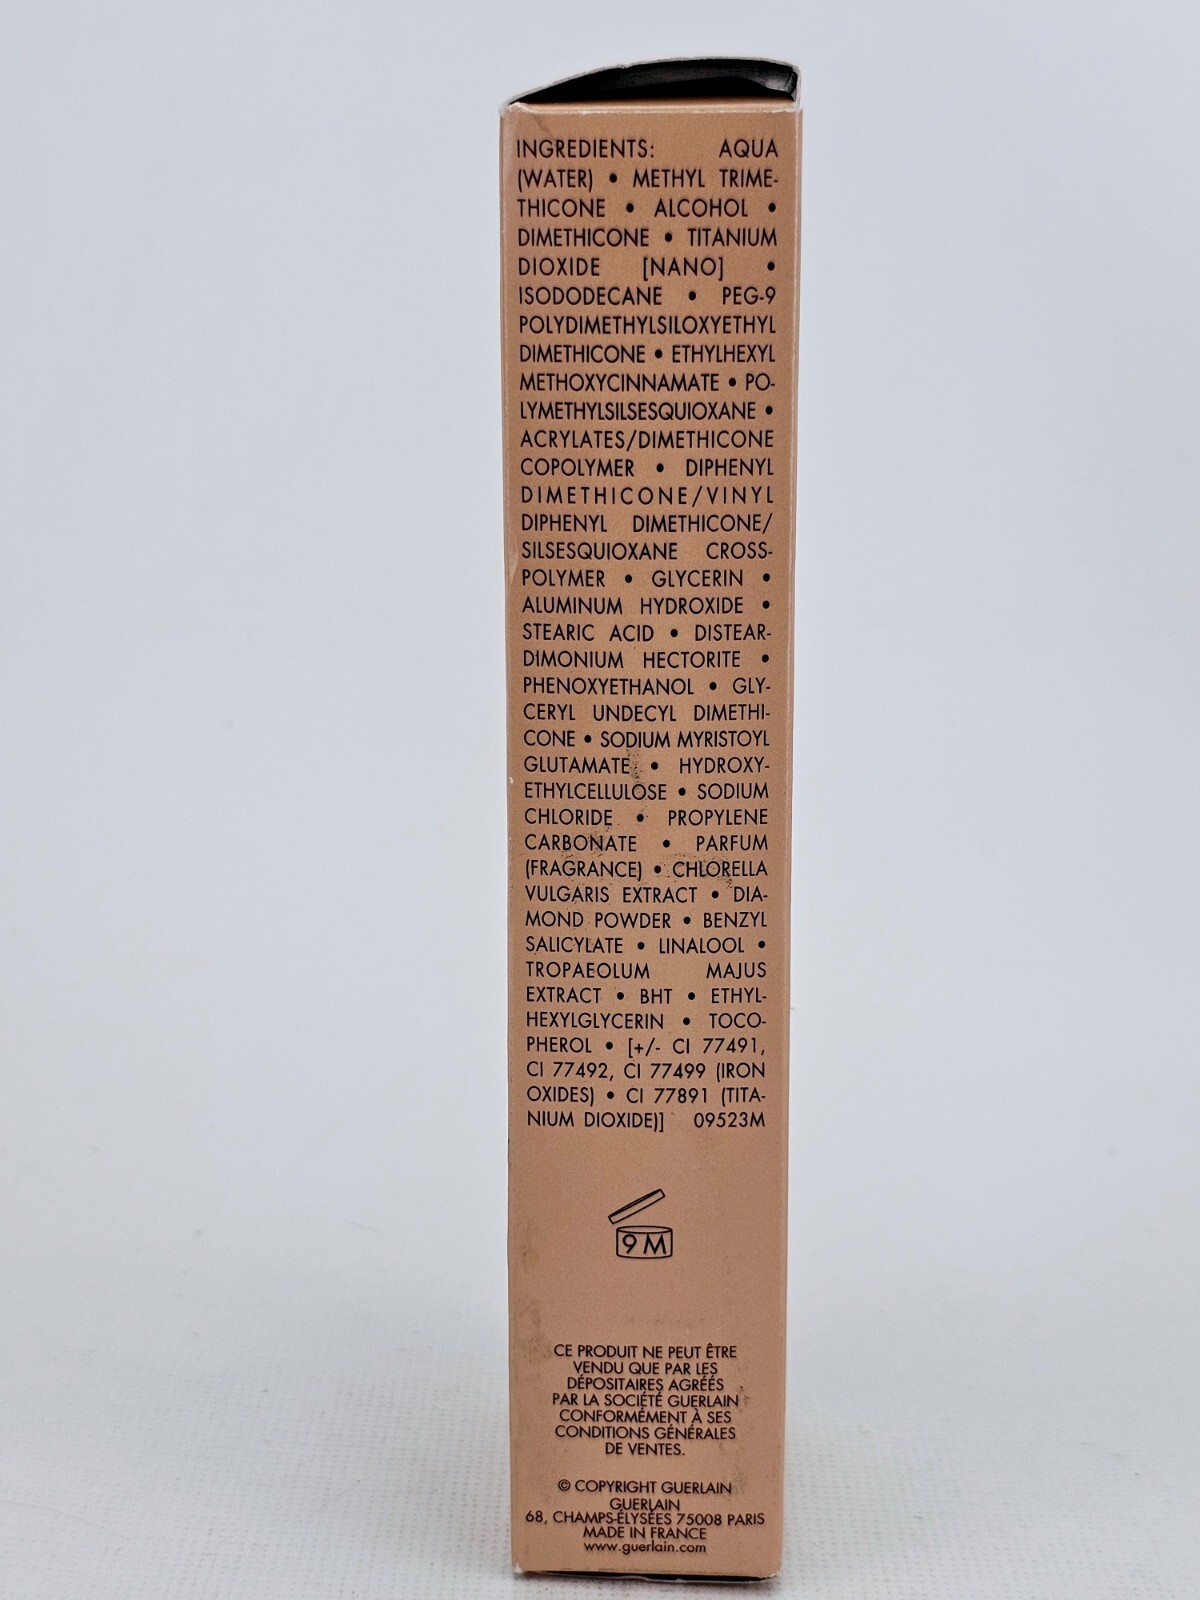 INGREDIENTS: AQUA
(WATER) • METHYL TRIME-
THICONE • ALCOHOL •
DIMETHICONE • TITANIUM
DIOXIDE [NANO] •
ISODODECANE • PEG-9
POLYDIMETHYLSILOXYETHYL
DIMETHICONE • ETHYLHEXYL
METHOXYCINNAMATE • PO-
LYMETHYLSILSESQUIOXANE •
ACRYLATES/DIMETHICONE
COPOLYMER • DIPHENYL
DIMETHICONE/VINYL
DIPHENYL DIMETHICONE/
SILSESQUIOXANE CROSS-
POLYMER • GLYCERIN •
ALUMINUM HYDROXIDE •
STEARIC ACID • DISTEAR-
DIMONIUM HECTORITE •
PHENOXYETHANOL • GLY-
CERYL UNDECYL DIMETHI-
CONE • SODIUM MYRISTOYL
GLUTAMATE • HYDROXY-
ETHYLCELLULOSE • SODIUM
CHLORIDE • PROPYLENE
CARBONATE • PARFUM
(FRAGRANCE) • CHLORELLA
VULGARIS EXTRACT • DIA-
MOND POWDER • BENZYL
SALICYLATE • LINALOOL •
TROPAEOLUM MAJUS
EXTRACT • BHT • ETHYL-
HEXYLGLYCERIN • TOCO-
PHEROL • [+/- CI 77491,
CI 77492, CI 77499 (IRON
OXIDES) • CI 77891 (TITA-
NIUM DIOXIDE)] 09523M
9 M
CE PRODUIT NE PEUT ÊTRE
VENDU QUE PAR LES
DÉPOSITAIRES AGRÉÉS
PAR LA SOCIÉTÉ GUERLAIN
CONFORMÉMENT À SES
CONDITIONS GÉNÉRALES
DE VENTES.
© COPYRIGHT GUERLAIN
GUERLAIN
68, CHAMPS-ÉLYSÉES 75008 PARIS
MADE IN FRANCE
www.guerlain.com